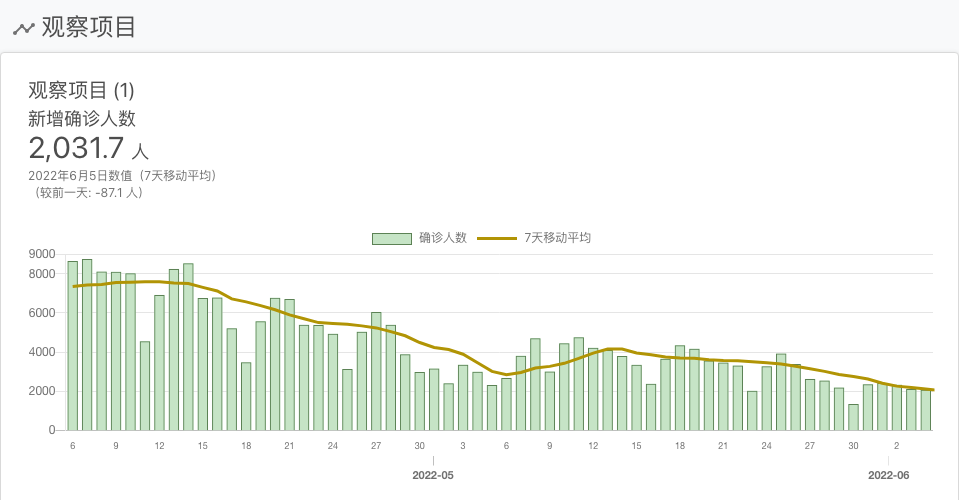 观察项目
观察项目 (1)
新增确诊人数
2,031.7 人
2022年6月5日数值（7天移动平均）
（较前一天: -87.1 人）
确诊人数 7天移动平均
9000
8000
6000
4000
2000
0
6 9 12 15 18 21 24 27 30 3 6 9 12 15 18 21 24 27 30 2
2022-05 2022-06